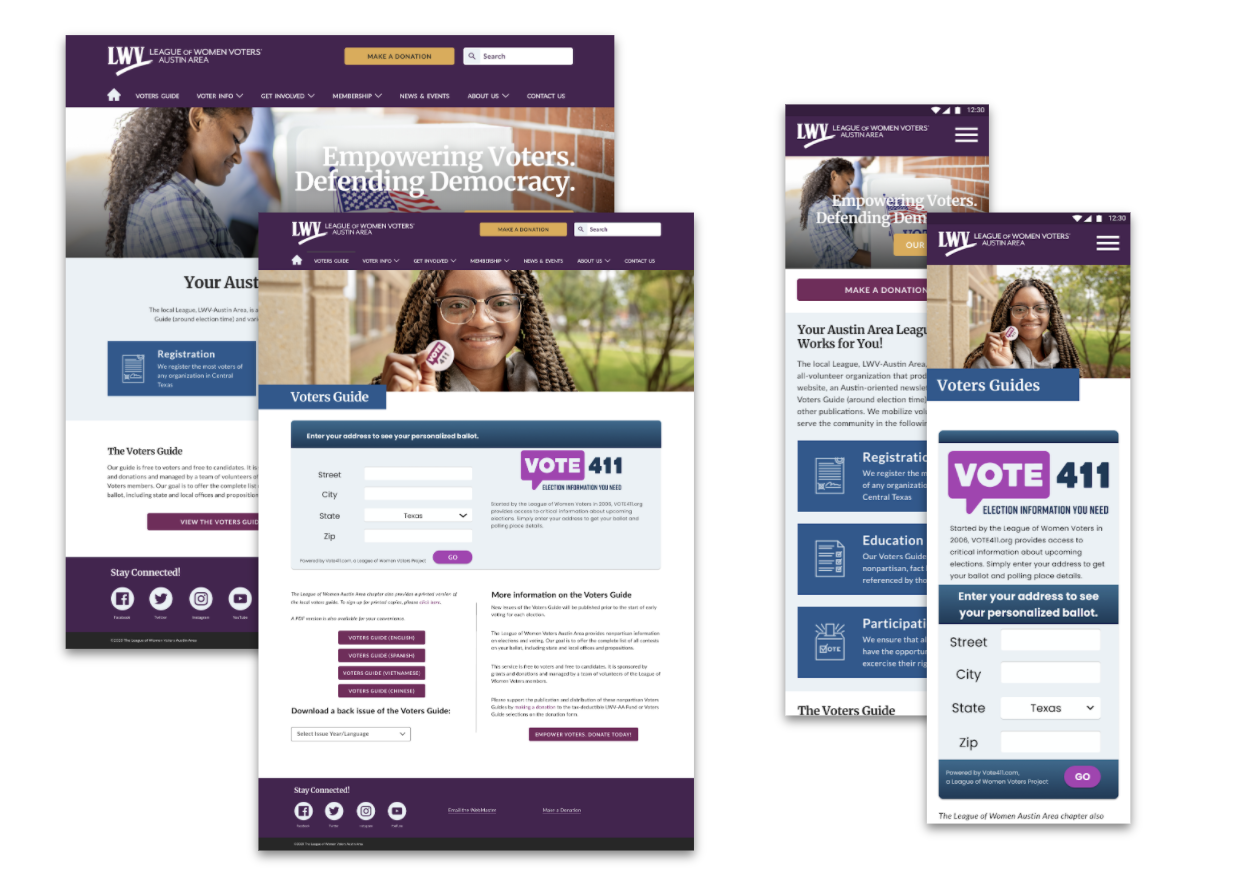 LWV LEAGUE OF WOMEN VOTERS®
AUSTIN AREA
MAKE A DONATION
Search
VOTERS GUIDE VOTER INFO GET INVOLVED MEMBERSHIP NEWS & EVENTS ABOUT US CONTACT US
Empowering Voters.
Defending Democracy.
Your Aust
The local League, LWV-Austin Area, is a
Guide (around election time) and vari
Registration
We register the most voters of
any organization in Central
Texas
The Voters Guide
Our guide is free to voters and free to candidates. It is
and donations and managed by a team of volunteers o
Voters members. Our goal is to offer the complete list
ballot, including state and local offices and proposition
VIEW THE VOTERS GUID
Stay Connected!
Facebook Twitter Instagram YouTube
©2020 The League of Women Voters Austin Area
LWV LEAGUE OF WOMEN VOTERS®
AUSTIN AREA
MAKE A DONATION
Search
VOTERS GUIDE VOTER INFO GET INVOLVED MEMBERSHIP NEWS & EVENTS ABOUT US CONTACT US
VOTE
411
Voters Guide
Enter your address to see your personalized ballot.
Street
City
State Texas
Zip
Powered by Vote411.com, a League of Women Voters Project
GO
VOTE 411
ELECTION INFORMATION YOU NEED
Started by the League of Women Voters in 2006, VOTE411.org
provides access to critical information about upcoming
elections. Simply enter your address to get your ballot and
polling place details.
The League of Women Austin Area chapter also provides a printed version of
the local voters guide. To sign up for printed copies, please click here.
A PDF version is also available for your convenience.
VOTERS GUIDE (ENGLISH)
VOTERS GUIDE (SPANISH)
VOTERS GUIDE (VIETNAMESE)
VOTERS GUIDE (CHINESE)
Download a back issue of the Voters Guide:
Select Issue Year/Language
More information on the Voters Guide
New issues of the Voters Guide will be published prior to the start of early
voting for each election.
The League of Women Voters Austin Area provides nonpartisan information
on elections and voting. Our goal is to offer the complete list of all contests
on your ballot, including state and local offices and propositions.
This service is free to voters and free to candidates. It is sponsored by
grants and donations and managed by a team of volunteers of the League of
Women Voters members.
Please support the publication and distribution of these nonpartisan Voters
Guides by making a donation to the tax-deductible LWV-AA Fund or Voters
Guide selections on the donation form.
EMPOWER VOTERS. DONATE TODAY!
Stay Connected!
Facebook Twitter Instagram YouTube
Email the WebMaster
Make a Donation
©2020 The League of Women Voters Austin Area
12:30
LWV LEAGUE OF WOMEN VOTERS®
AUSTIN AREA
Empowering Voters.
Defending Dem
OUR
MAKE A DONATION
Your Austin Area Leagu
Works for You!
The local League, LWV-Austin Area,
all-volunteer organization that prod
website, an Austin-oriented newslet
Voters Guide (around election time)
other publications. We mobilize vol
serve the community in the followin
Registratio
We register the m
of any organizatio
Central Texas
Education
Our Voters Guide
nonpartisan, fact
referenced by tho
VOTE
Participati
We ensure that al
have the opportun
excercise their rig
The Voters Guide
12:30
LWV LEAGUE OF WOMEN VOTERS®
AUSTIN AREA
VOTE
411
Voters Guides
VOTE 411
ELECTION INFORMATION YOU NEED
Started by the League of Women Voters in
2006, VOTE411.org provides access to
critical information about upcoming
elections. Simply enter your address to get
your ballot and polling place details.
Enter your address to see
your personalized ballot.
Street
City
State Texas
Zip
Powered by Vote411.com,
a League of Women Voters Project
GO
The League of Women Austin Area chapter also